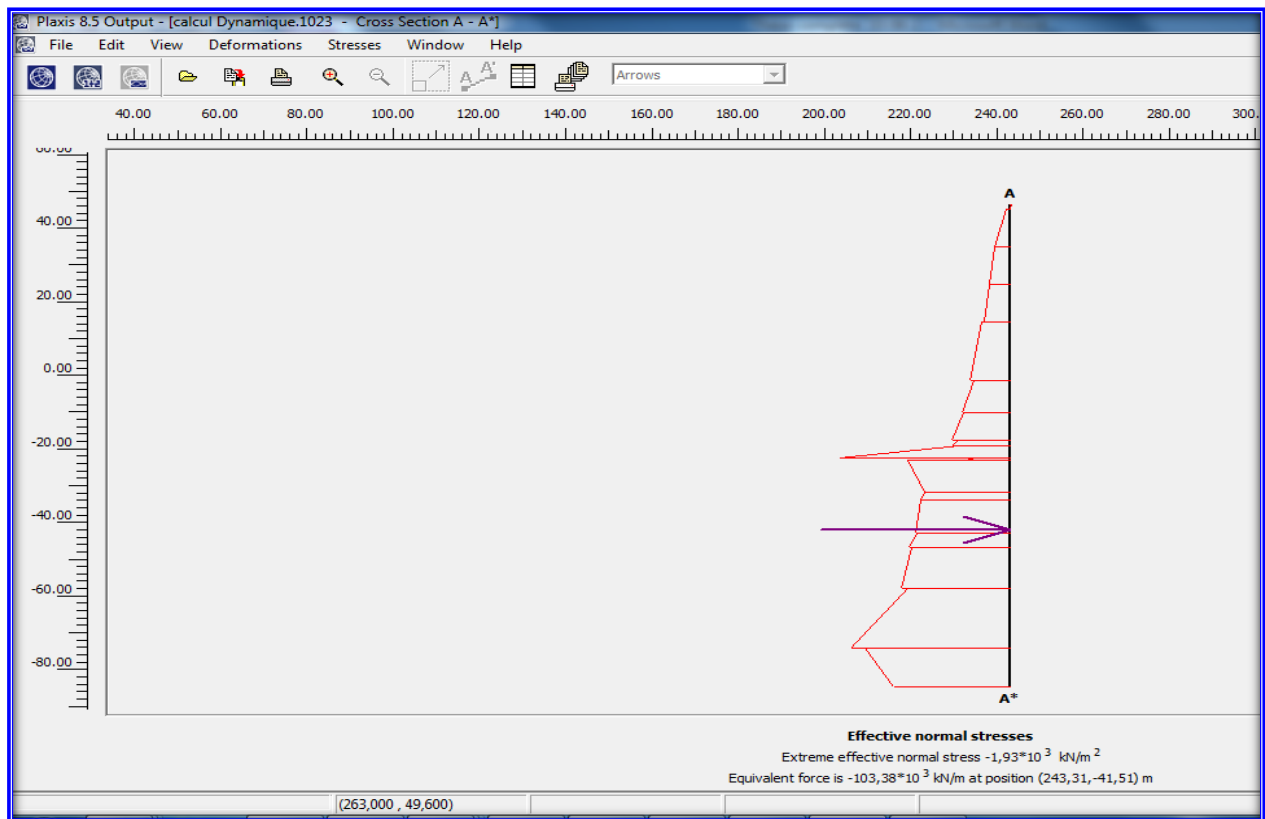 Plaxis 8.5 Output - [calcul Dynamique.1023 - Cross Section A - A*]
File Edit View Deformations Stresses Window Help
Arrows
40.00 60.00 80.00 100.00 120.00 140.00 160.00 180.00 200.00 220.00 240.00 260.00 280.00 300.
A
40.00
20.00
0.00
-20.00
-40.00
-60.00
-80.00
A*
Effective normal stresses
Extreme effective normal stress -1,93*10 3 kN/m 2
Equivalent force is -103,38*10 3 kN/m at position (243,31,-41,51) m
(263,000 , 49,600)